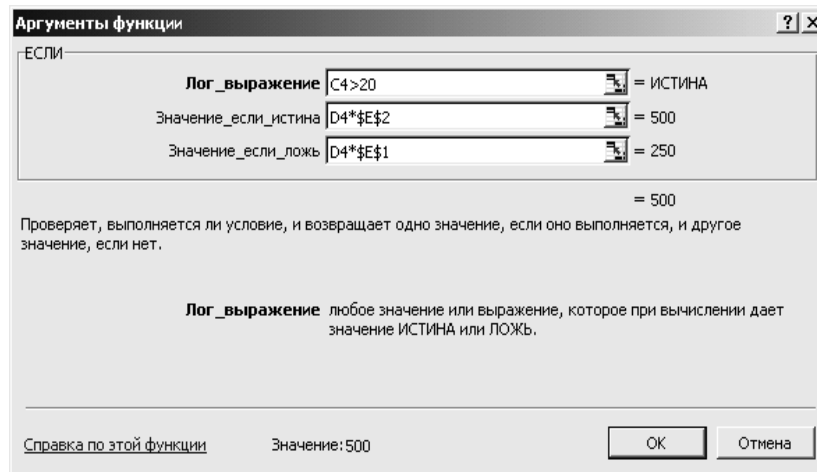 Аргументы функции
ЕСЛИ
Лог_выражение C4>20 = ИСТИНА
Значение_если_истина D4*$E$2 = 500
Значение_если_ложь D4*$E$1 = 250
= 500
Проверяет, выполняется ли условие, и возвращает одно значение, если оно выполняется, и другое
значение, если нет.
Лог_выражение любое значение или выражение, которое при вычислении дает
значение ИСТИНА или ЛОЖЬ.
Справка по этой функции Значение:500 OK Отмена